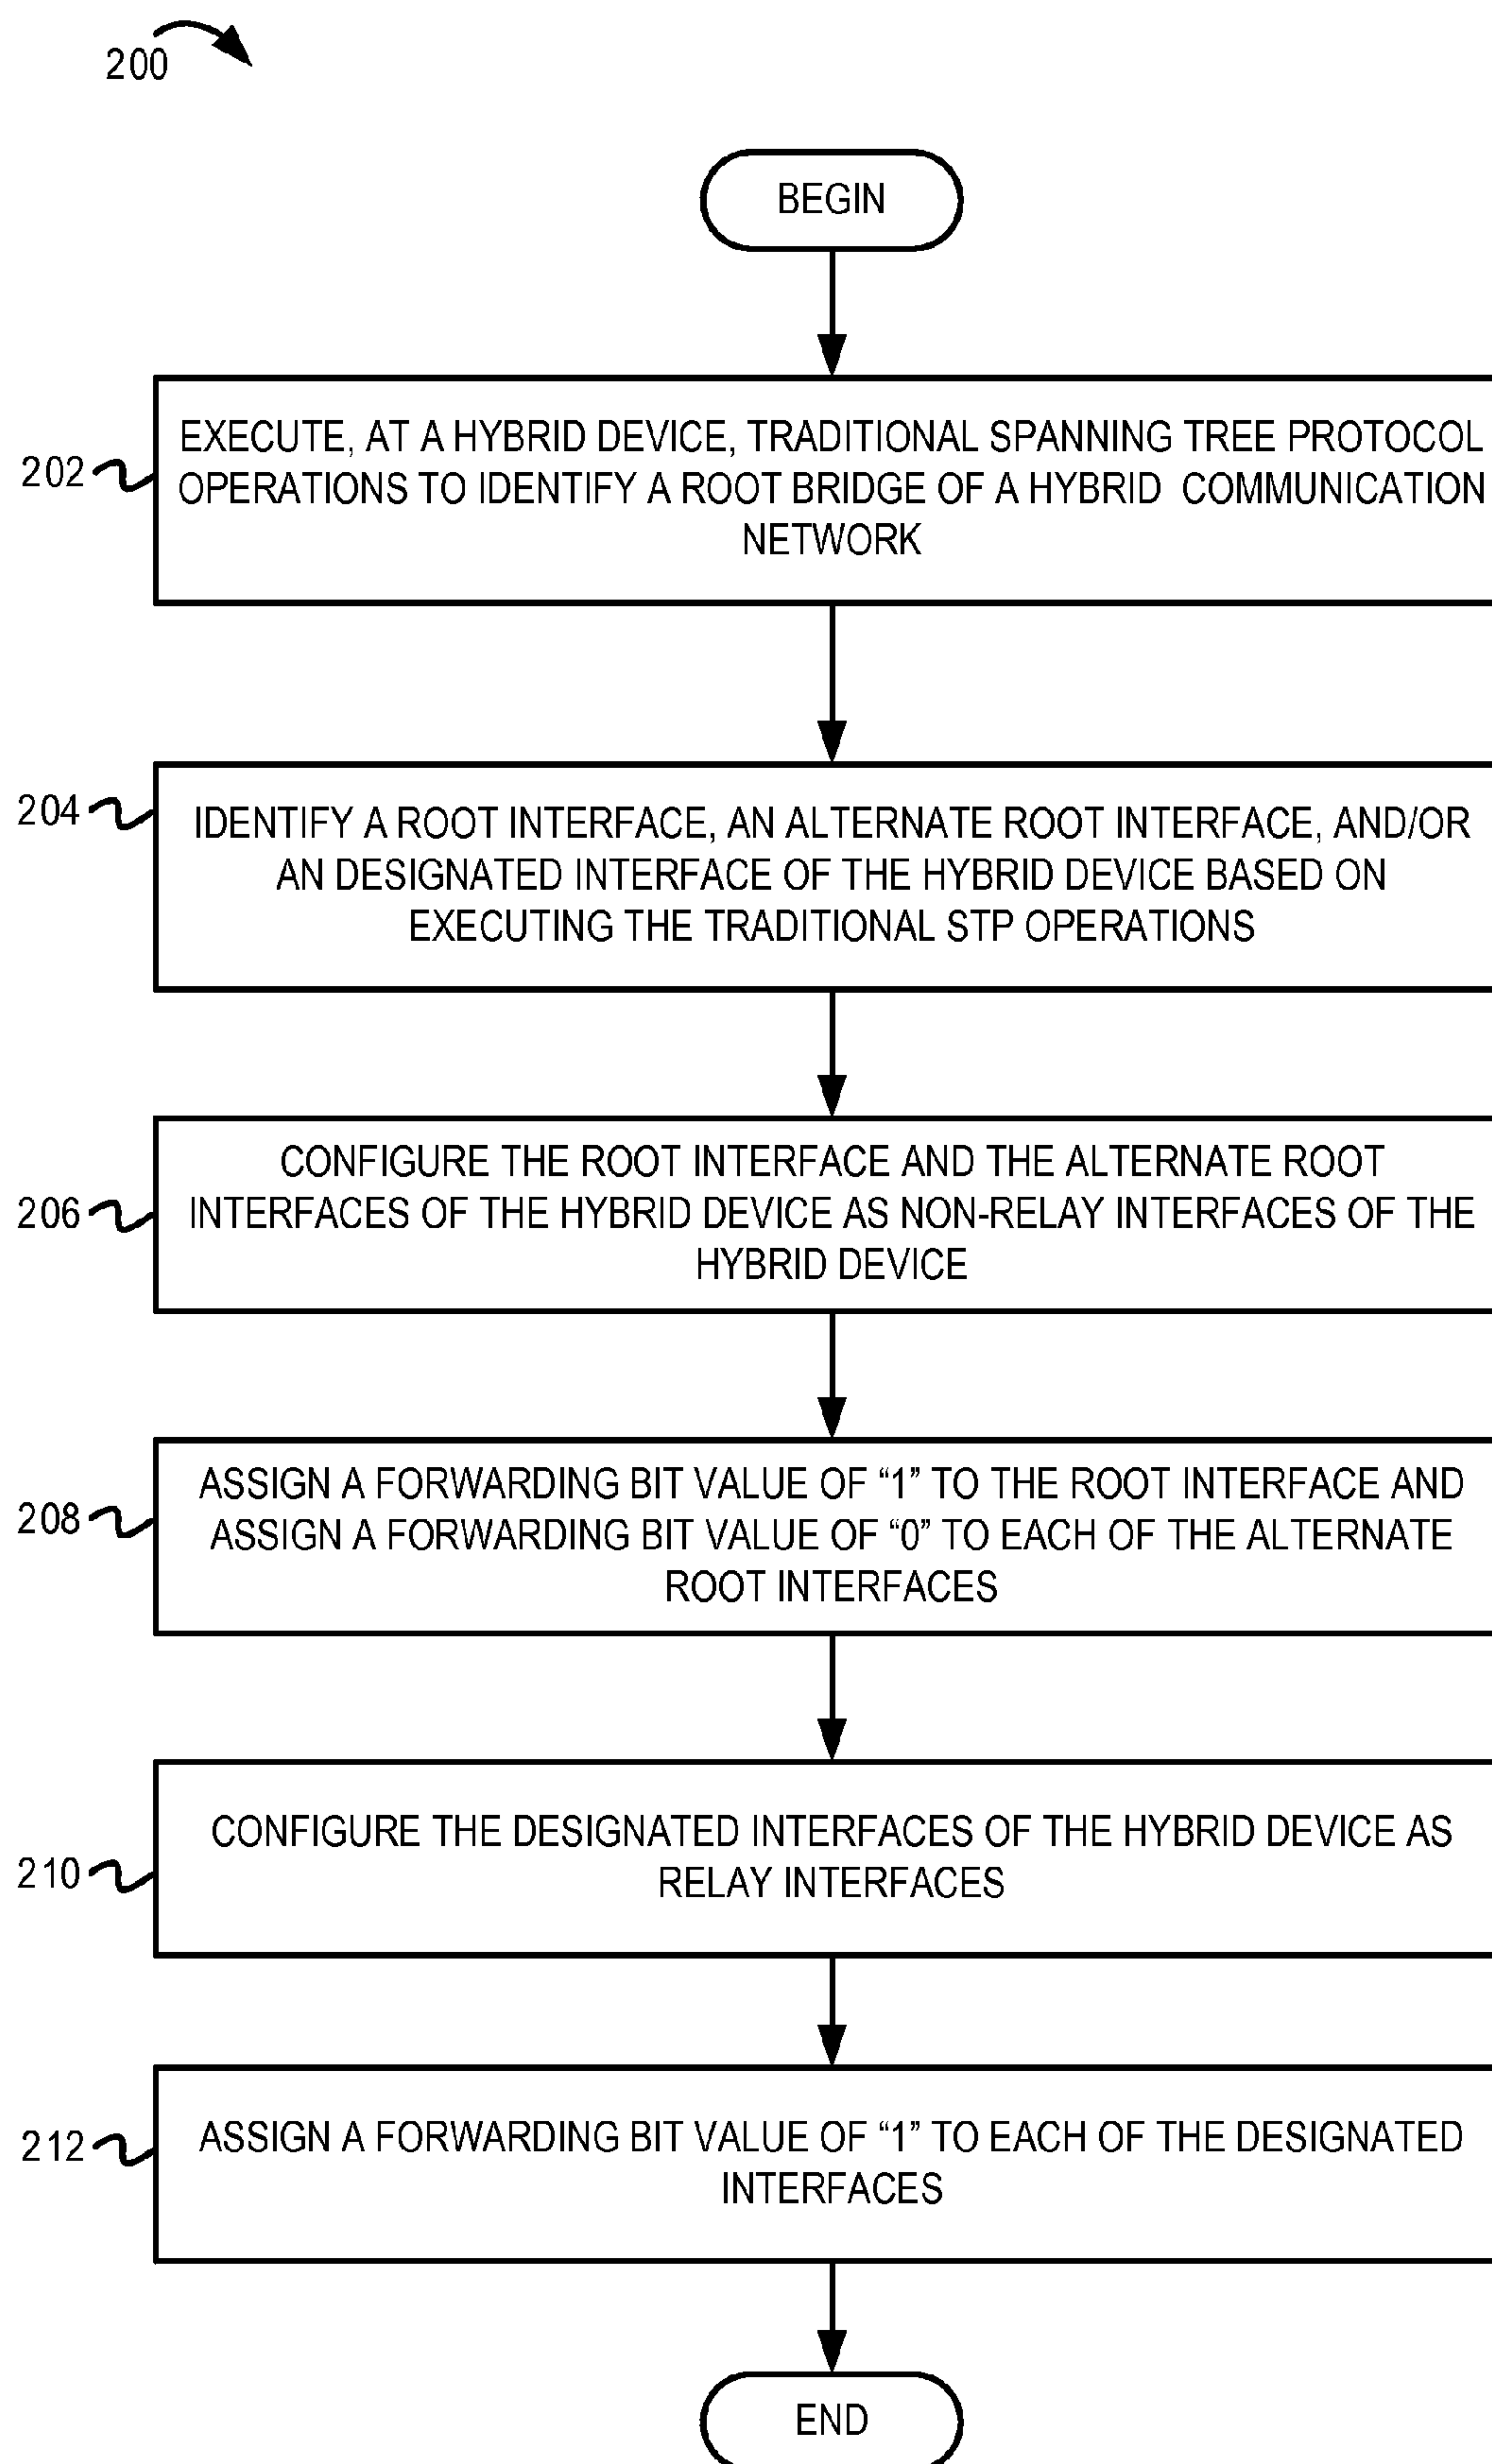 200
BEGIN
202
EXECUTE, AT A HYBRID DEVICE, TRADITIONAL SPANNING TREE PROTOCOL
OPERATIONS TO IDENTIFY A ROOT BRIDGE OF A HYBRID COMMUNICATION
NETWORK
204
IDENTIFY A ROOT INTERFACE, AN ALTERNATE ROOT INTERFACE, AND/OR
AN DESIGNATED INTERFACE OF THE HYBRID DEVICE BASED ON
EXECUTING THE TRADITIONAL STP OPERATIONS
206
CONFIGURE THE ROOT INTERFACE AND THE ALTERNATE ROOT
INTERFACES OF THE HYBRID DEVICE AS NON-RELAY INTERFACES OF THE
HYBRID DEVICE
208
ASSIGN A FORWARDING BIT VALUE OF “1” TO THE ROOT INTERFACE AND
ASSIGN A FORWARDING BIT VALUE OF “0” TO EACH OF THE ALTERNATE
ROOT INTERFACES
210
CONFIGURE THE DESIGNATED INTERFACES OF THE HYBRID DEVICE AS
RELAY INTERFACES
212
ASSIGN A FORWARDING BIT VALUE OF “1” TO EACH OF THE DESIGNATED
INTERFACES
END